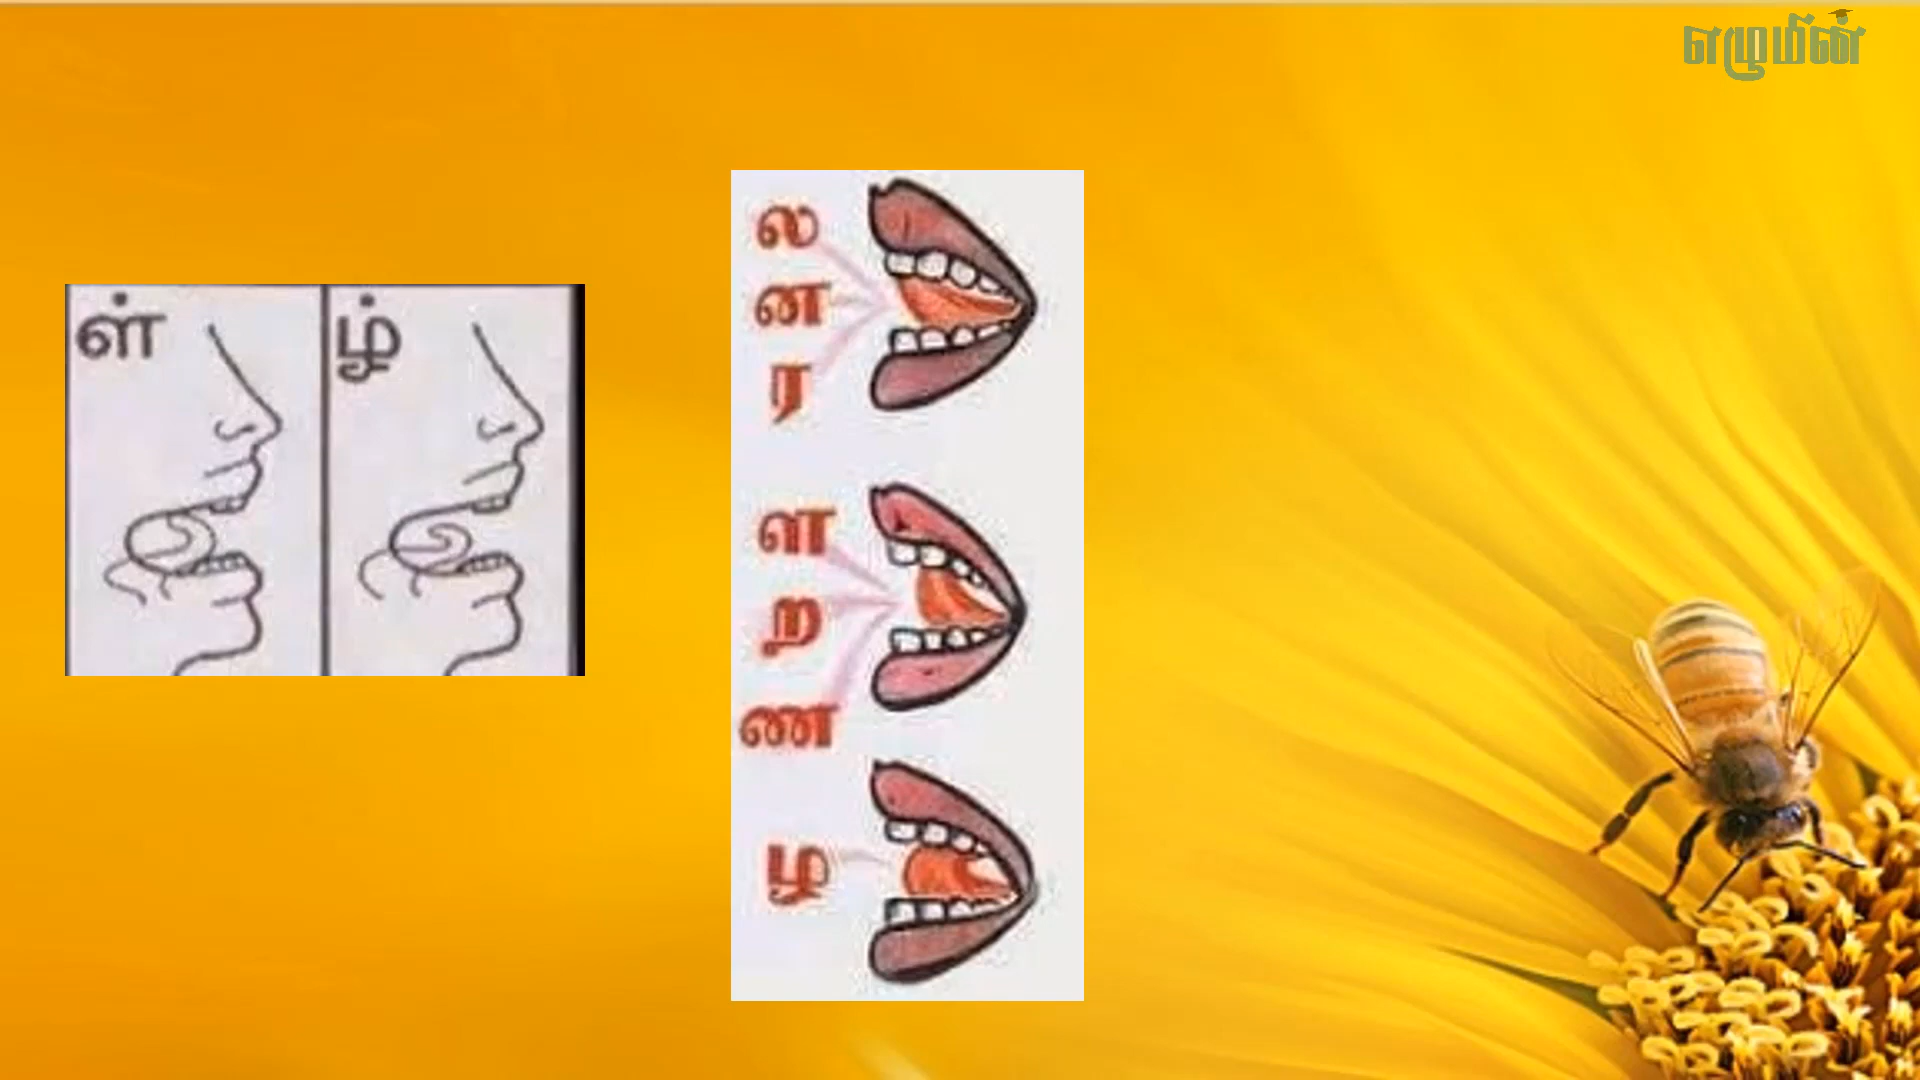 எழுமின்
ள்
ழ்
ல
ன
ர
ள
ற
ண
ழ